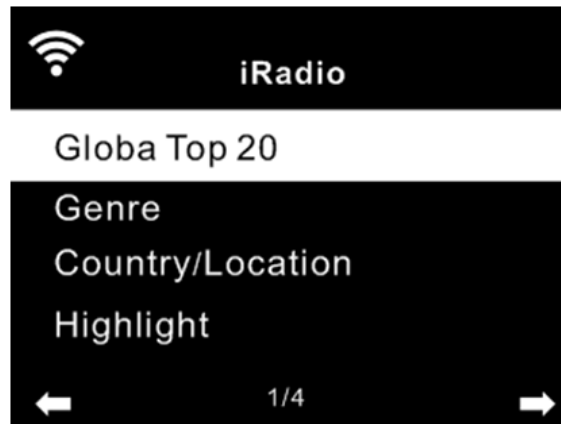 iRadio
Globa Top 20
Genre
Country/Location
Highlight
1/4